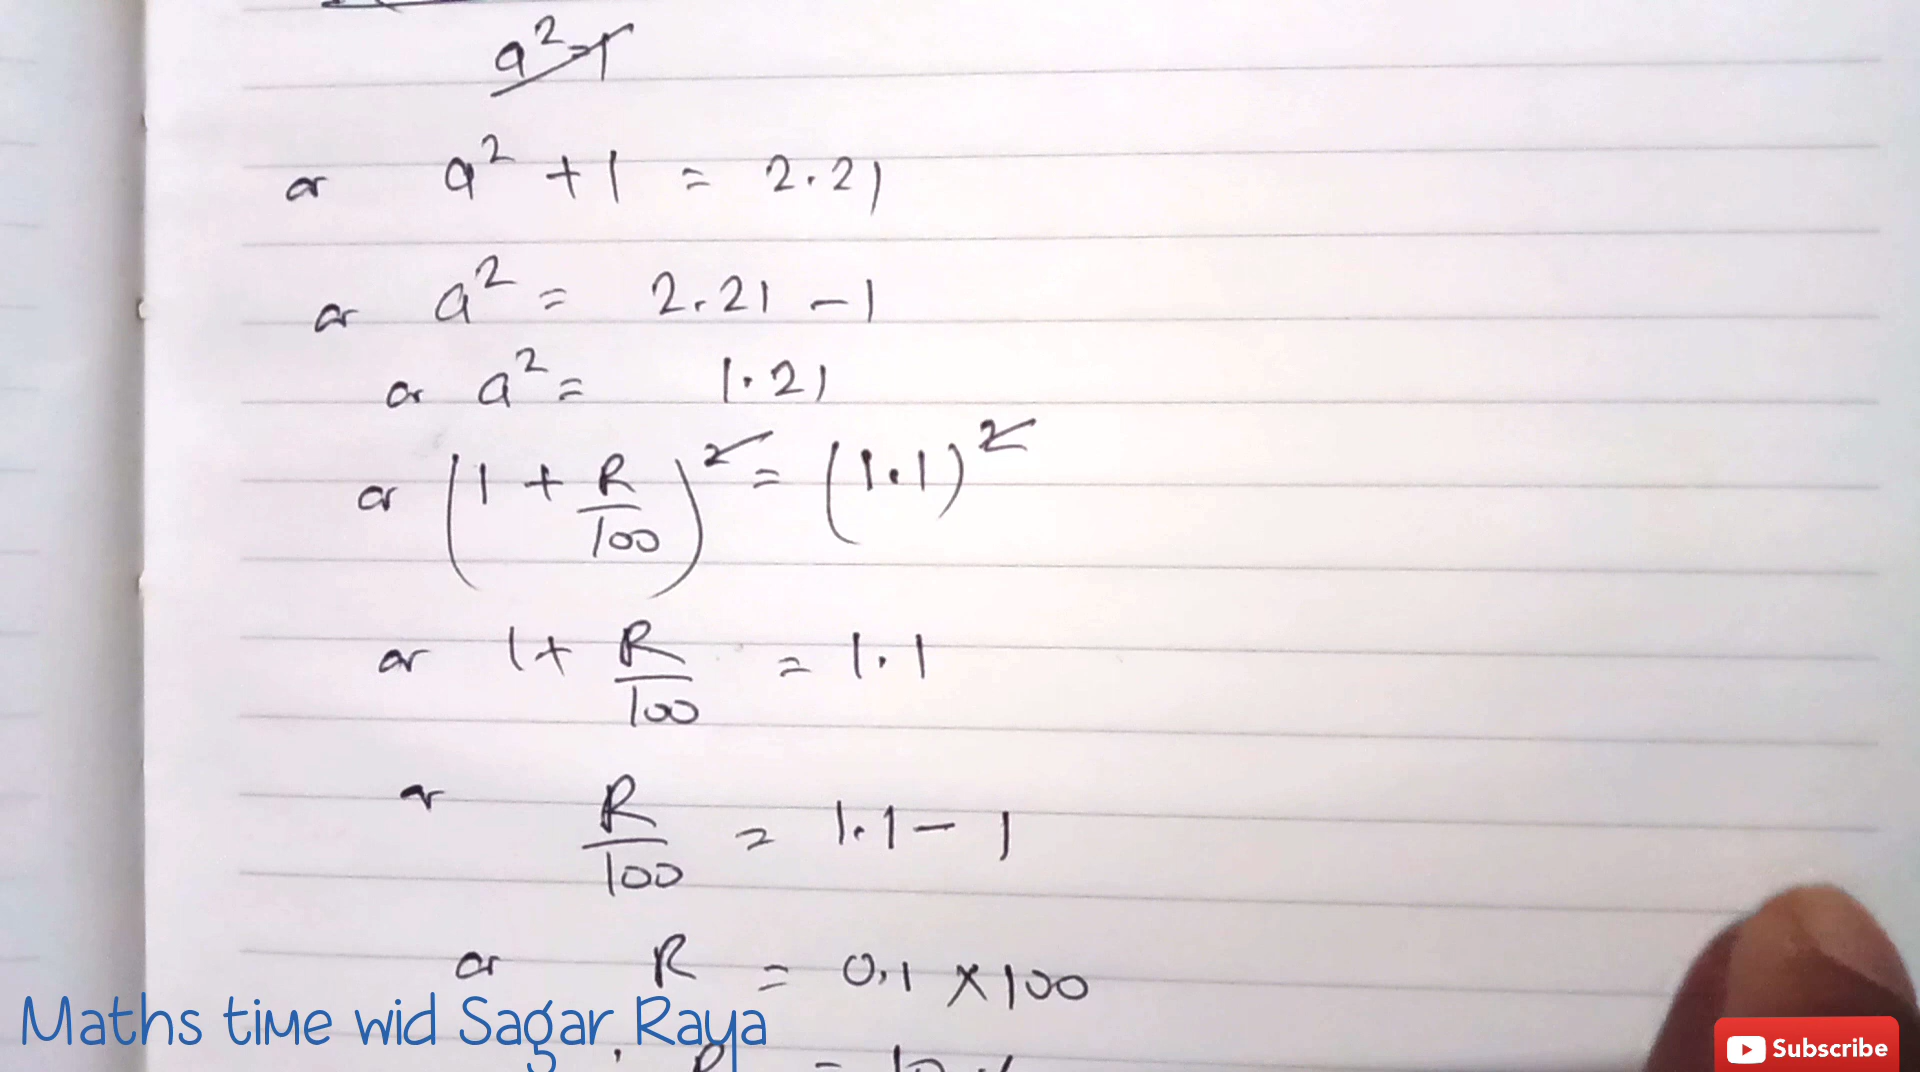 a²-1
or a² + 1 = 2.21
or a² = 2.21 - 1
or a² = 1.21
or (1 + R/100)² = (1.1)²
or 1 + R/100 = 1.1
or R/100 = 1.1 - 1
or R = 0.1 × 100
Maths time wid Sagar Raya
Subscribe